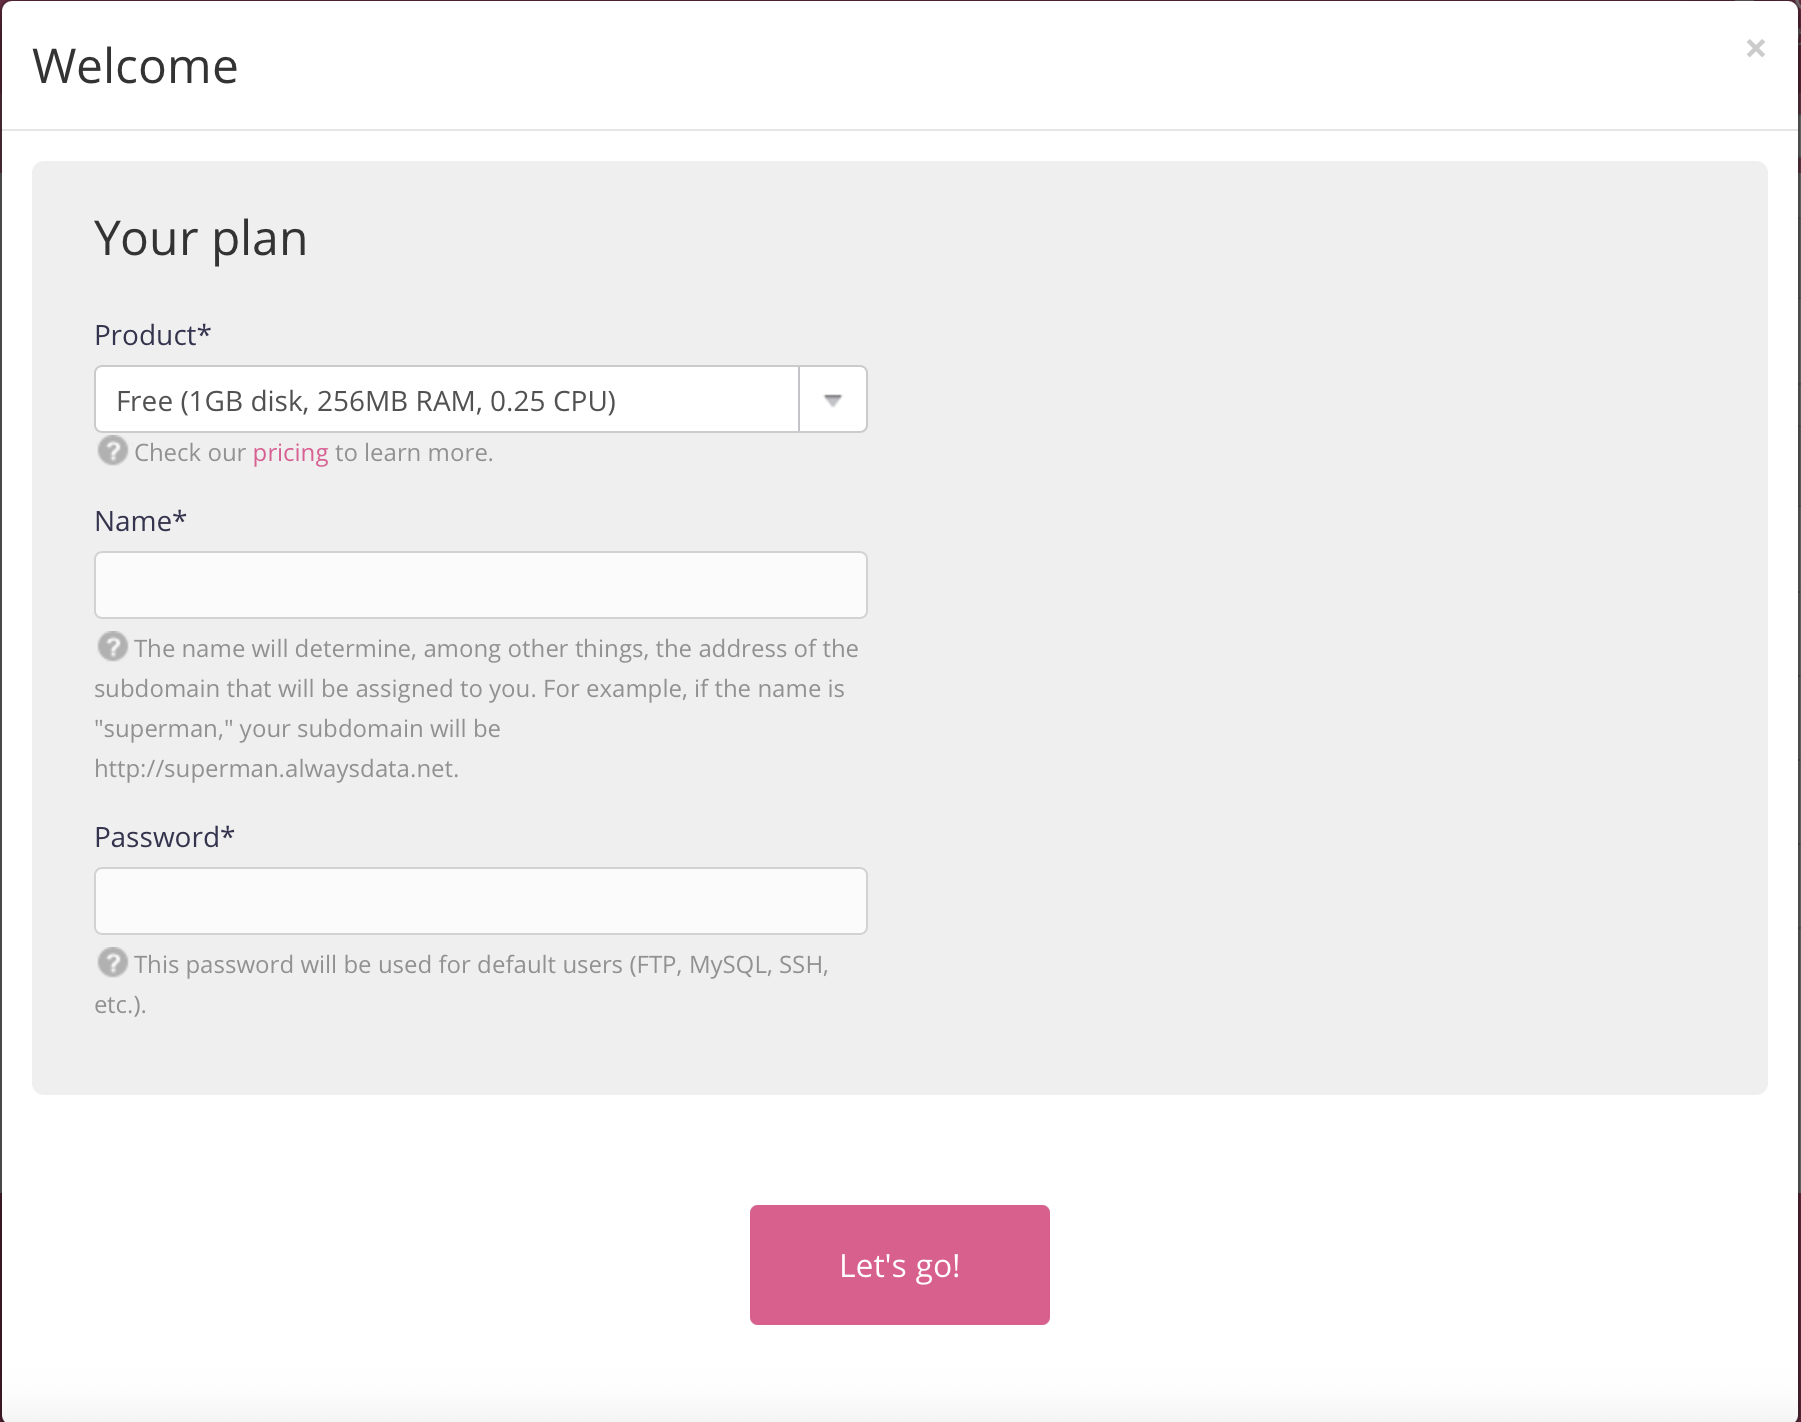 Welcome
×
Your plan
Product*
Free (1GB disk, 256MB RAM, 0.25 CPU)
? Check our pricing to learn more.
Name*
? The name will determine, among other things, the address of the
subdomain that will be assigned to you. For example, if the name is
"superman," your subdomain will be
http://superman.alwaysdata.net.
Password*
? This password will be used for default users (FTP, MySQL, SSH,
etc.).
Let's go!